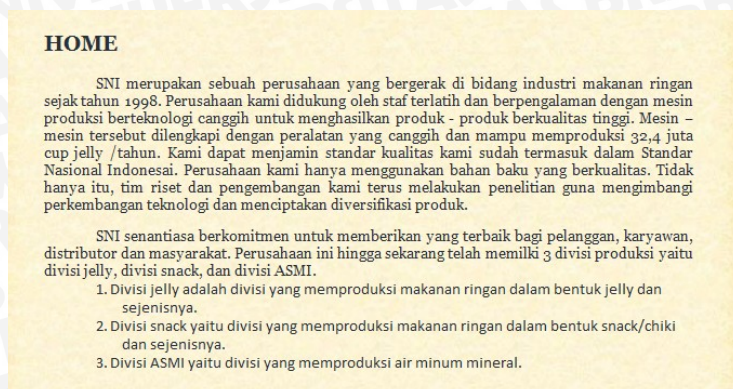 HOME
SNI merupakan sebuah perusahaan yang bergerak di bidang industri makanan ringan
sejak tahun 1998. Perusahaan kami didukung oleh staf terlatih dan berpengalaman dengan mesin
produksi berteknologi canggih untuk menghasilkan produk - produk berkualitas tinggi. Mesin –
mesin tersebut dilengkapi dengan peralatan yang canggih dan mampu memproduksi 32,4 juta
cup jelly /tahun. Kami dapat menjamin standar kualitas kami sudah termasuk dalam Standar
Nasional Indonesai. Perusahaan kami hanya menggunakan bahan baku yang berkualitas. Tidak
hanya itu, tim riset dan pengembangan kami terus melakukan penelitian guna mengimbangi
perkembangan teknologi dan menciptakan diversifikasi produk.
SNI senantiasa berkomitmen untuk memberikan yang terbaik bagi pelanggan, karyawan,
distributor dan masyarakat. Perusahaan ini hingga sekarang telah memilki 3 divisi produksi yaitu
divisi jelly, divisi snack, dan divisi ASMI.
1. Divisi jelly adalah divisi yang memproduksi makanan ringan dalam bentuk jelly dan
sejenisnya.
2. Divisi snack yaitu divisi yang memproduksi makanan ringan dalam bentuk snack/chiki
dan sejenisnya.
3. Divisi ASMI yaitu divisi yang memproduksi air minum mineral.